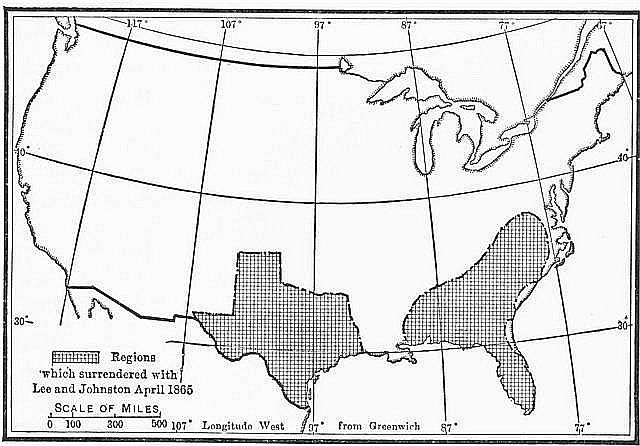 117° 107° 97° 87° 77° 67°
40° 40°
30° 30°
Regions
which surrendered with
Lee and Johnston April 1865
SCALE OF MILES
0 100 300 500
107° Longitude West 97° from Greenwich 87° 77°